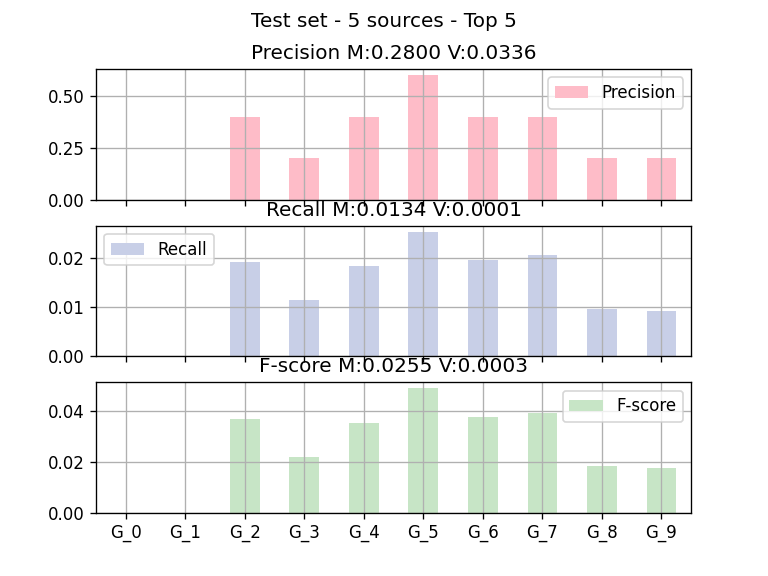 Test set - 5 sources - Top 5
Precision M:0.2800 V:0.0336
0.50
0.25
0.00
Precision
Recall M:0.0134 V:0.0001
0.02
0.01
0.00
Recall
F-score M:0.0255 V:0.0003
0.04
0.02
0.00
F-score
G_0 G_1 G_2 G_3 G_4 G_5 G_6 G_7 G_8 G_9